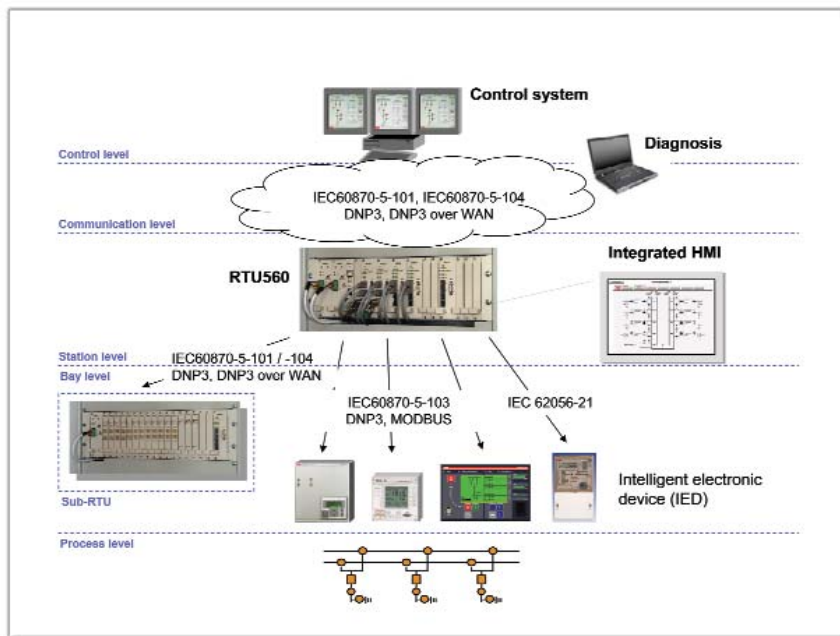 Control system
Diagnosis
Control level
IEC60870-5-101, IEC60870-5-104
DNP3, DNP3 over WAN
Communication level
Integrated HMI
RTU560
Station level
IEC60870-5-101 / -104
Bay level
DNP3, DNP3 over WAN
IEC60870-5-103
DNP3, MODBUS
IEC 62056-21
Intelligent electronic
device (IED)
Sub-RTU
Process level